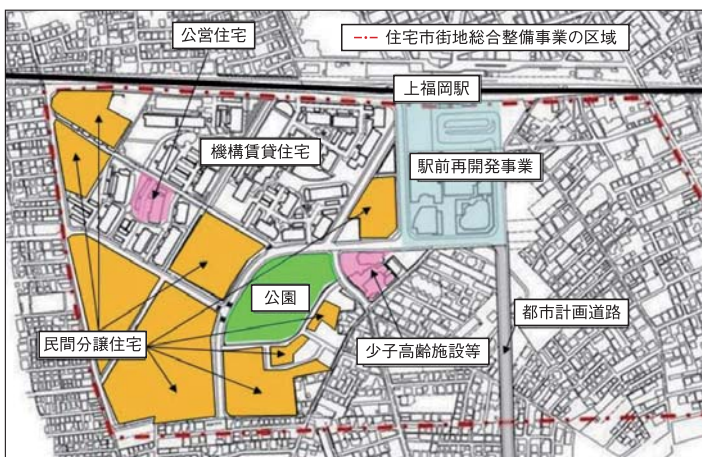 公営住宅
住宅市街地総合整備事業の区域
上福岡駅
機構賃貸住宅
駅前再開発事業
公園
都市計画道路
民間分譲住宅
少子高齢施設等